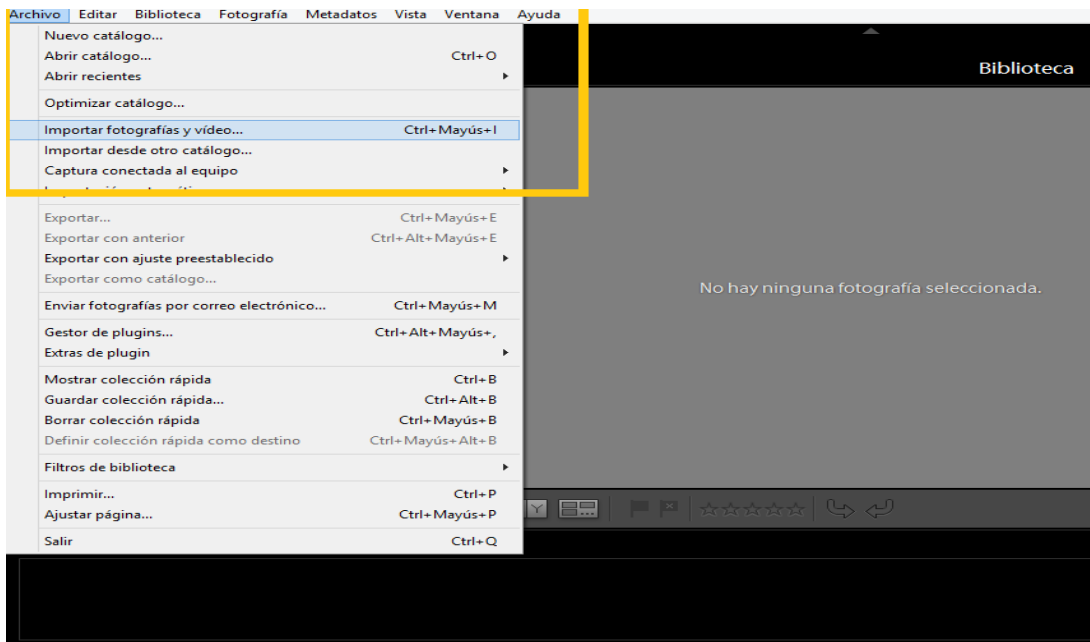 Archivo Editar Biblioteca Fotografía Metadatos Vista Ventana Ayuda
Nuevo catálogo...
Abrir catálogo... Ctrl+O
Abrir recientes
Optimizar catálogo...
Importar fotografías y vídeo... Ctrl+Mayús+I
Importar desde otro catálogo...
Captura conectada al equipo
Exportar... Ctrl+Mayús+E
Exportar con anterior Ctrl+Alt+Mayús+E
Exportar con ajuste preestablecido
Exportar como catálogo...
Enviar fotografías por correo electrónico... Ctrl+Mayús+M
Gestor de plugins... Ctrl+Alt+Mayús+,
Extras de plugin
Mostrar colección rápida Ctrl+B
Guardar colección rápida... Ctrl+Alt+B
Borrar colección rápida Ctrl+Mayús+B
Definir colección rápida como destino Ctrl+Mayús+Alt+B
Filtros de biblioteca
Imprimir... Ctrl+P
Ajustar página... Ctrl+Mayús+P
Salir Ctrl+Q
Biblioteca
No hay ninguna fotografía seleccionada.
Y